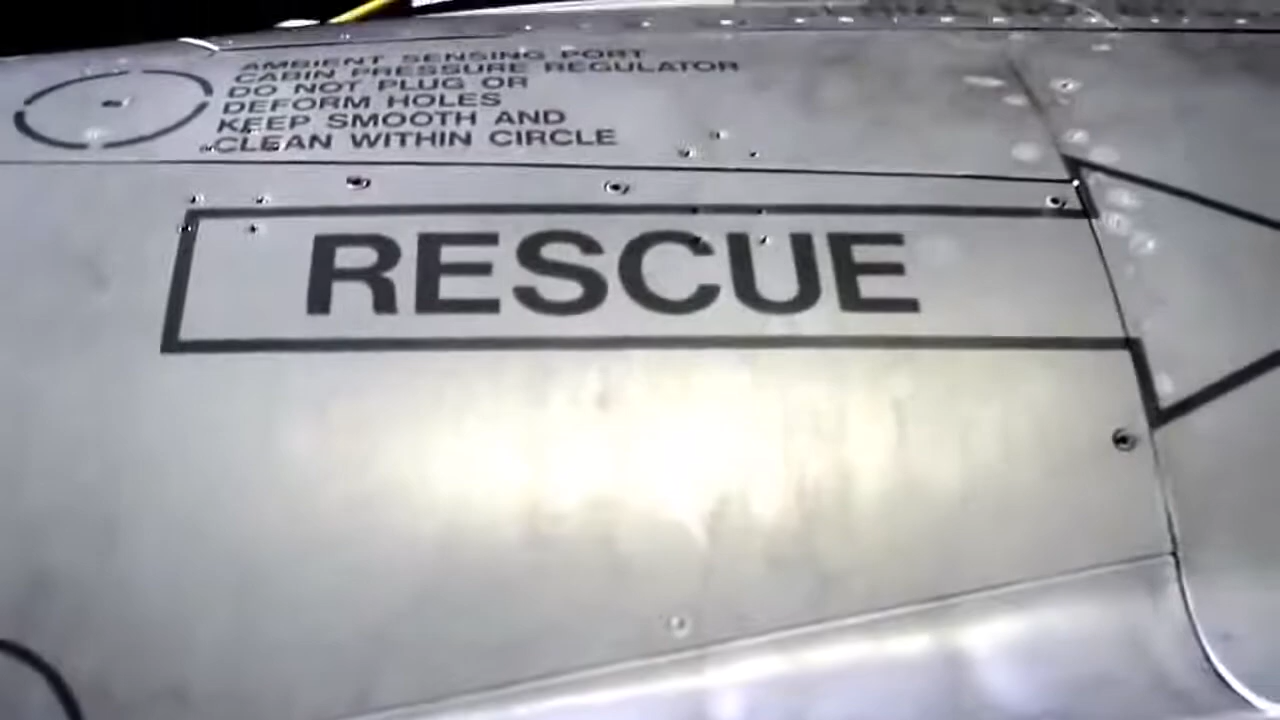 AMBIENT SENSING PORT
CABIN PRESSURE REGULATOR
DO NOT PLUG OR
DEFORM HOLES
KEEP SMOOTH AND
CLEAN WITHIN CIRCLE
RESCUE